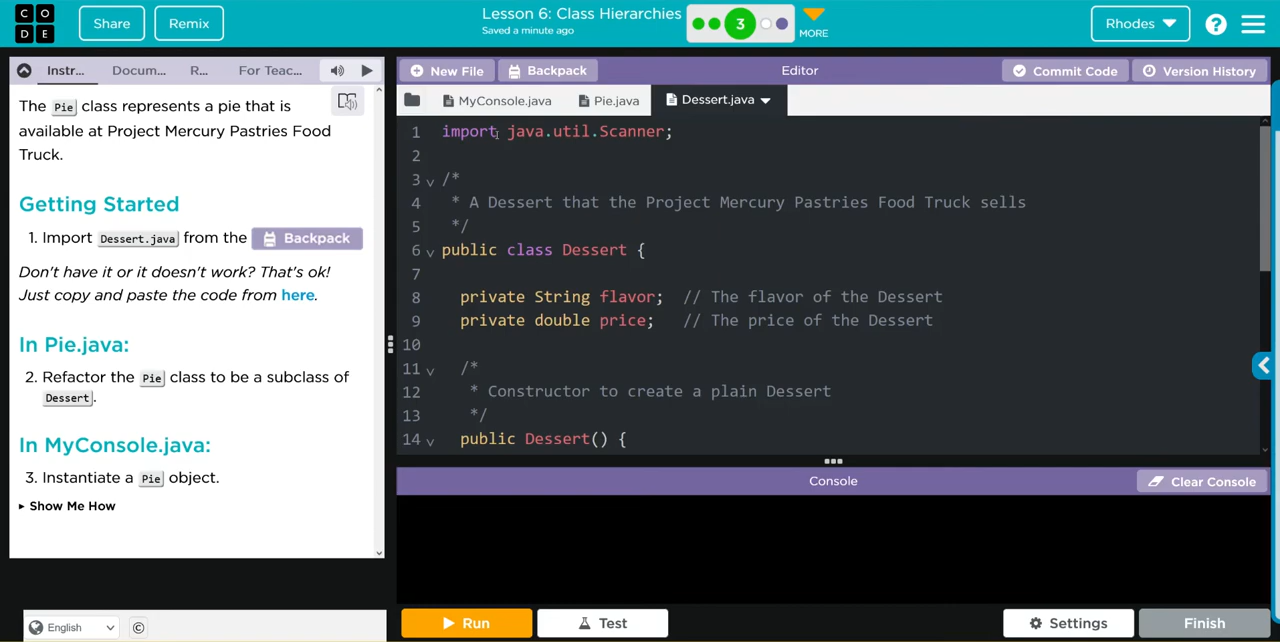 C O D E
Share
Remix
Lesson 6: Class Hierarchies
Saved a minute ago
3
MORE
Rhodes
?
Instr...
Docum...
R...
For Teac...
The Pie class represents a pie that is
available at Project Mercury Pastries Food
Truck.
Getting Started
1. Import Dessert.java from the Backpack
Don't have it or it doesn't work? That's ok!
Just copy and paste the code from here.
In Pie.java:
2. Refactor the Pie class to be a subclass of
Dessert.
In MyConsole.java:
3. Instantiate a Pie object.
Show Me How
English
©
New File
Backpack
Editor
Commit Code
Version History
MyConsole.java
Pie.java
Dessert.java
1 import java.util.Scanner;
2
3 /*
4 * A Dessert that the Project Mercury Pastries Food Truck sells
5 */
6 public class Dessert {
7
8 private String flavor; // The flavor of the Dessert
9 private double price; // The price of the Dessert
10
11 /*
12 * Constructor to create a plain Dessert
13 */
14 public Dessert() {
Console
Clear Console
Run
Test
Settings
Finish